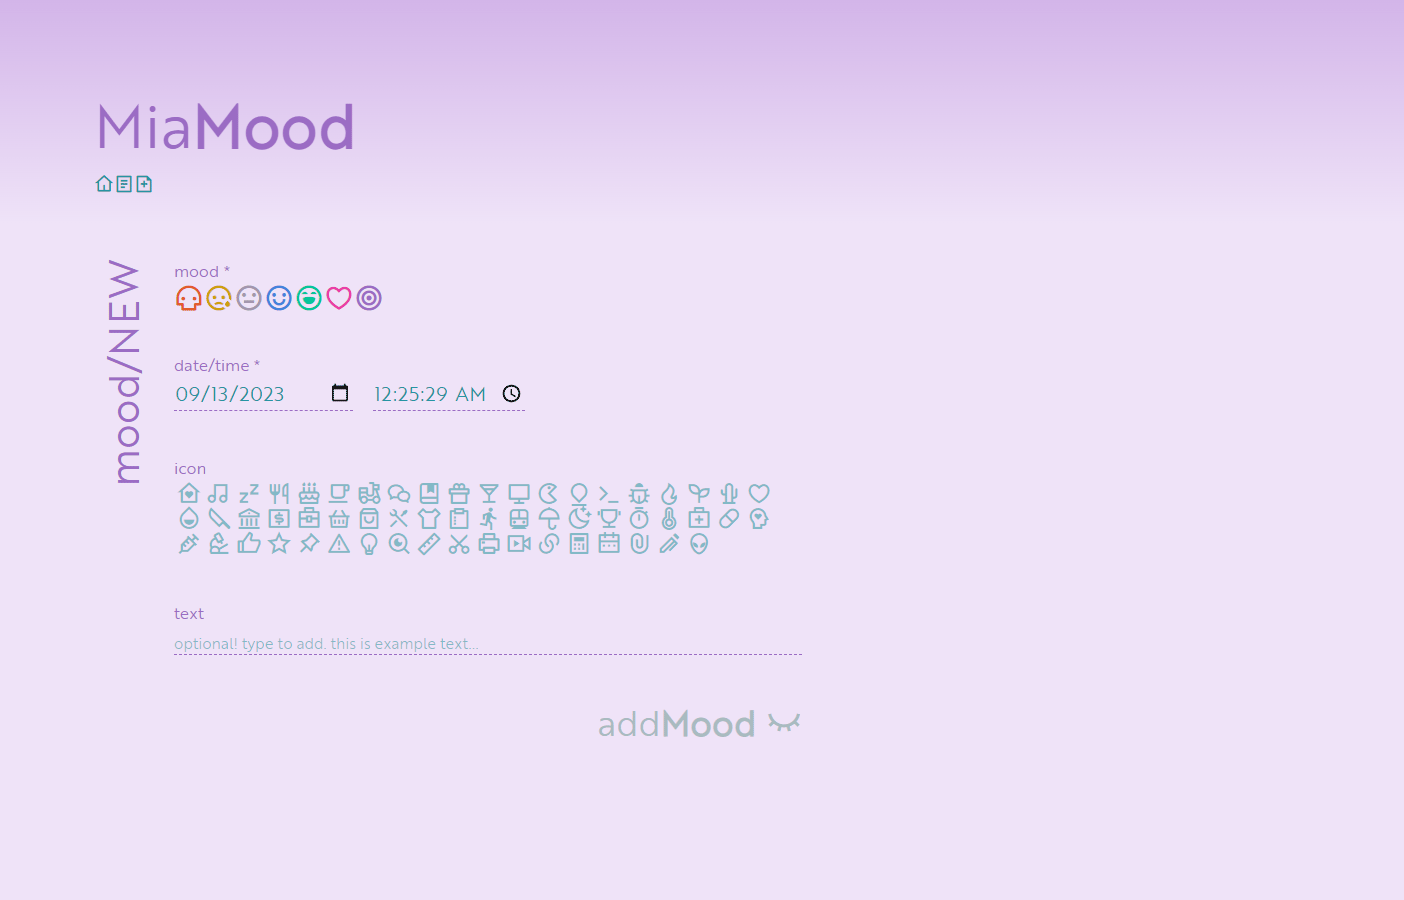 MiaMood
mood/NEW
mood *
date/time *
09/13/2023 12:25:29 AM
icon
text
optional! type to add. this is example text...
addMood